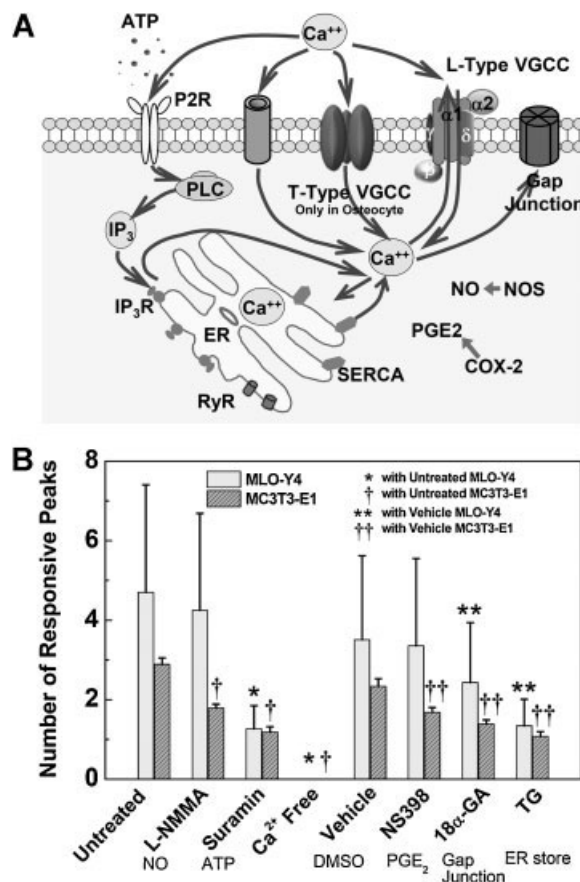 A
ATP
Ca++
L-Type VGCC
P2R
α1
α2
γ
δ
β
PLC
T-Type VGCC
Only in Osteocyte
Gap
Junction
IP3
Ca++
IP3R
Ca++
ER
NO
NOS
PGE2
COX-2
SERCA
RyR
B
Number of Responsive Peaks
8
6
4
2
0
MLO-Y4
MC3T3-E1
* with Untreated MLO-Y4
† with Untreated MC3T3-E1
** with Vehicle MLO-Y4
†† with Vehicle MC3T3-E1
†
*
†
* †
††
**
††
**
††
Untreated
L-NMMA
Suramin
Ca2+ Free
Vehicle
NS398
18α-GA
TG
NO
ATP
DMSO
PGE2
Gap
Junction
ER store